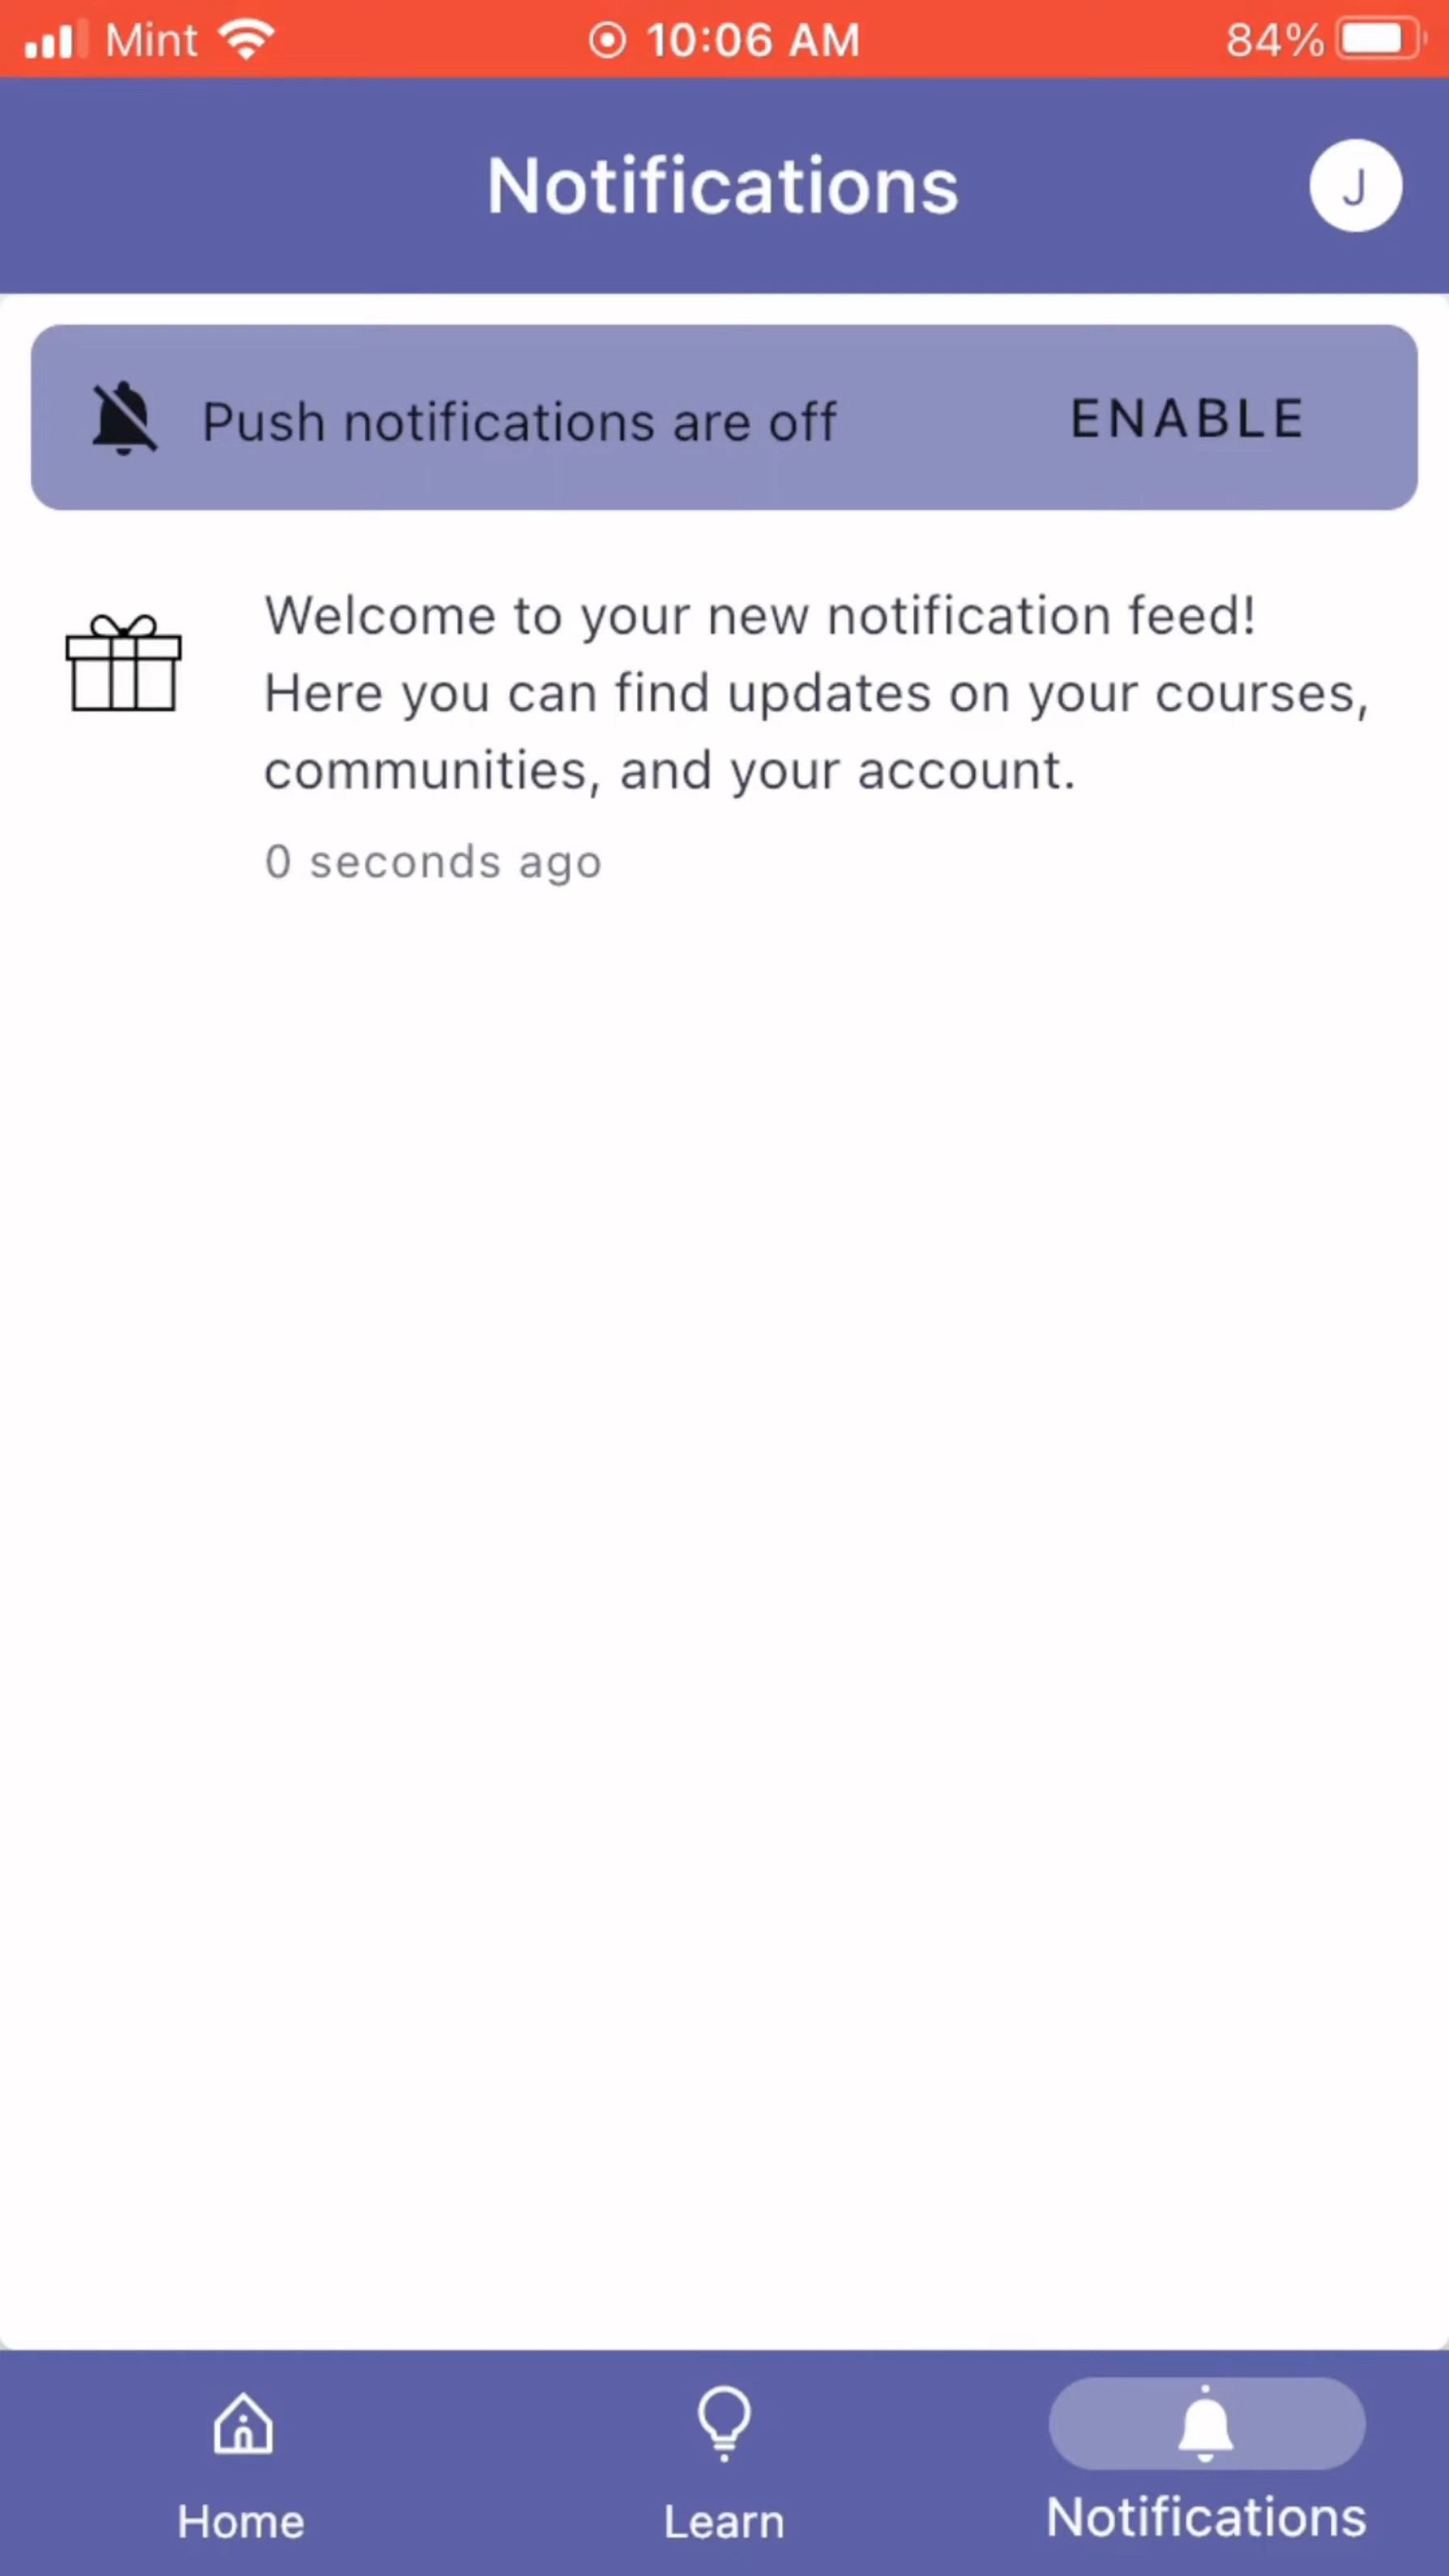 Mint 10:06 AM 84%
Notifications
J
Push notifications are off ENABLE
Welcome to your new notification feed!
Here you can find updates on your courses,
communities, and your account.
0 seconds ago
Home Learn Notifications